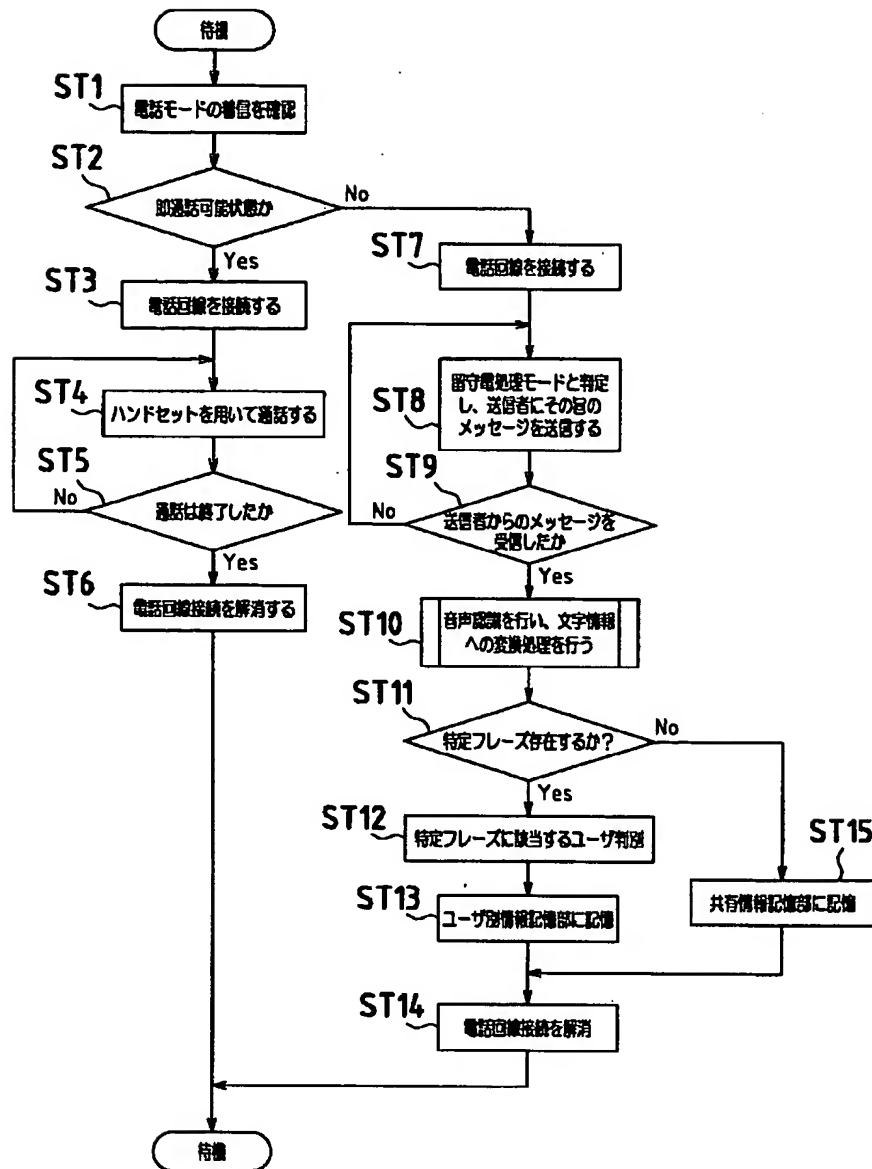 待機
ST1
電話モードの着信を確認
ST2
即通話可能状態か
No
Yes
ST3
電話回線を接続する
ST4
ハンドセットを用いて通話する
ST5
No
通話は終了したか
Yes
ST6
電話回線接続を解消する
ST7
電話回線を接続する
ST8
留守電処理モードと判定
し、送信者にその旨の
メッセージを送信する
ST9
No
送信者からのメッセージを
受信したか
Yes
ST10
音声認識を行い、文字情報
への変換処理を行う
ST11
特定フレーズ存在するか？
No
Yes
ST12
特定フレーズに該当するユーザ判別
ST13
ユーザ別情報記憶部に記憶
ST15
共有情報記憶部に記憶
ST14
電話回線接続を解消
待機